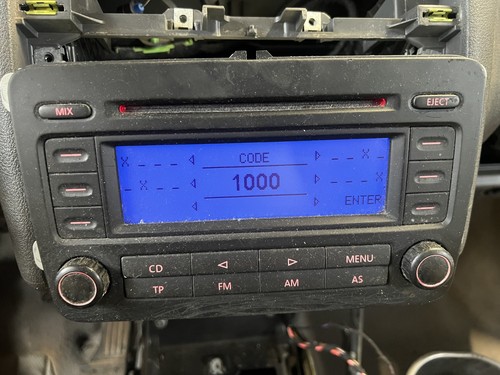 MIX
EJECT
X _ _ _ CODE _ _ X _
_ X _ _ 1000 _ _ _ X
ENTER
CD MENU
TP FM AM AS